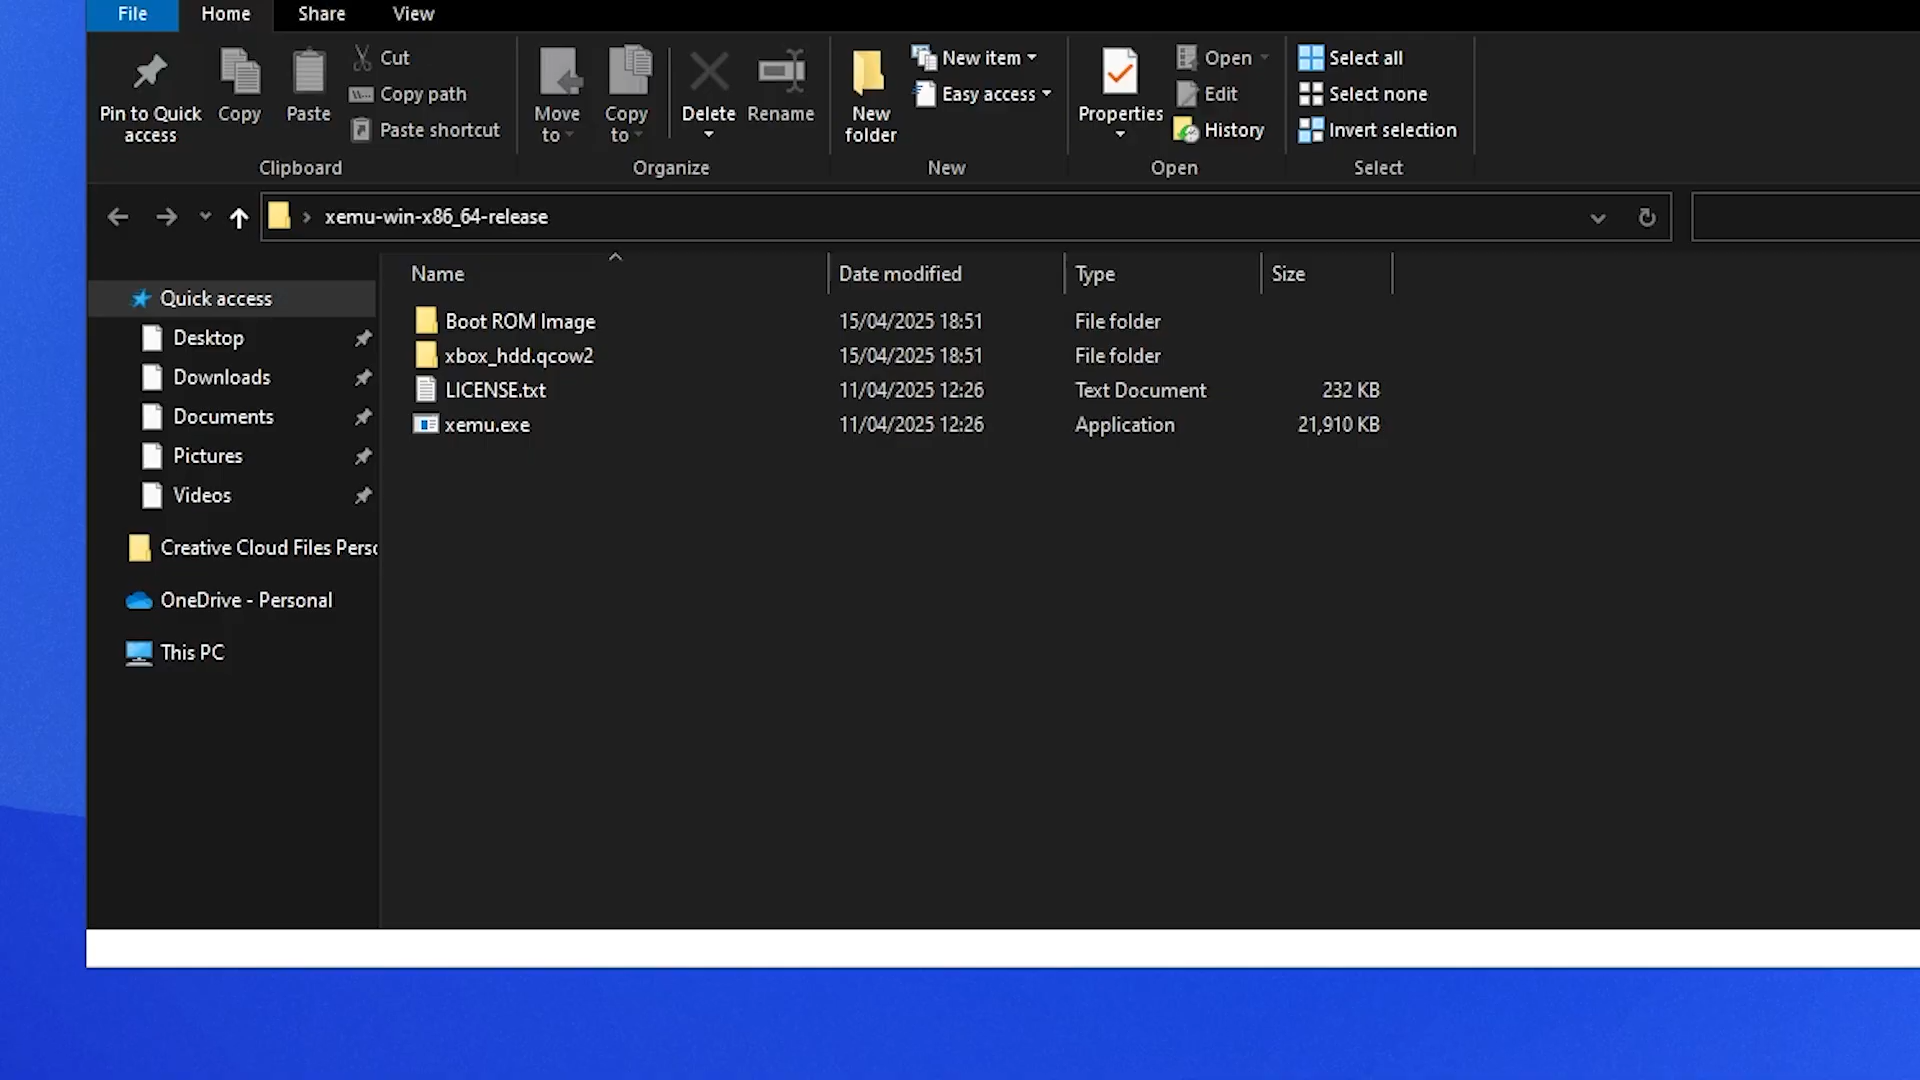 File Home Share View
Pin to Quick access
Copy
Paste
Cut
Copy path
Paste shortcut
Clipboard
Move to
Copy to
Delete
Rename
Organize
New folder
New item
Easy access
New
Properties
Open
Edit
History
Open
Select all
Select none
Invert selection
Select
xemu-win-x86_64-release
Quick access
Desktop
Downloads
Documents
Pictures
Videos
Creative Cloud Files
OneDrive - Personal
This PC
Name Date modified Type Size
Boot ROM Image 15/04/2025 18:51 File folder
xbox_hdd.qcow2 15/04/2025 18:51 File folder
LICENSE.txt 11/04/2025 12:26 Text Document 232 KB
xemu.exe 11/04/2025 12:26 Application 21,910 KB